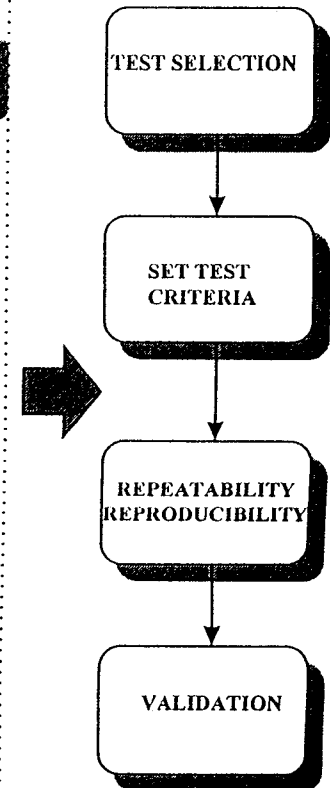 TEST SELECTION
SET TEST
CRITERIA
REPEATABILITY
REPRODUCIBILITY
VALIDATION